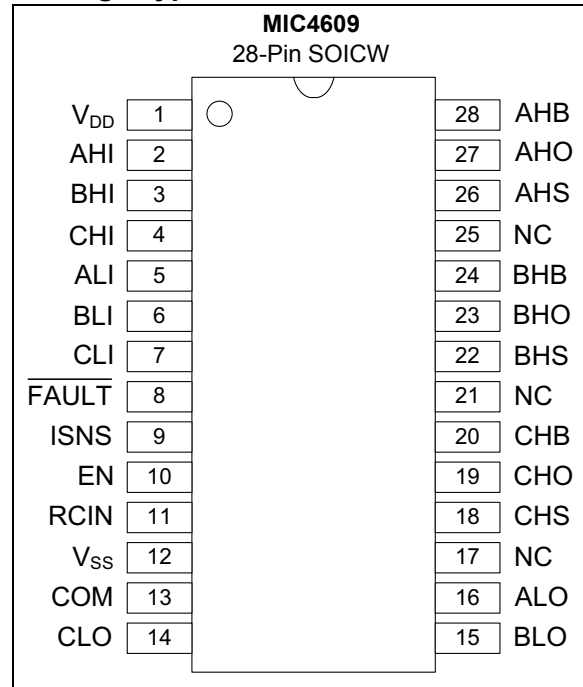 MIC4609
28-Pin SOICW
V_DD 1 28 AHB
AHI 2 27 AHO
BHI 3 26 AHS
CHI 4 25 NC
ALI 5 24 BHB
BLI 6 23 BHO
CLI 7 22 BHS
FAULT 8 21 NC
ISNS 9 20 CHB
EN 10 19 CHO
RCIN 11 18 CHS
V_SS 12 17 NC
COM 13 16 ALO
CLO 14 15 BLO